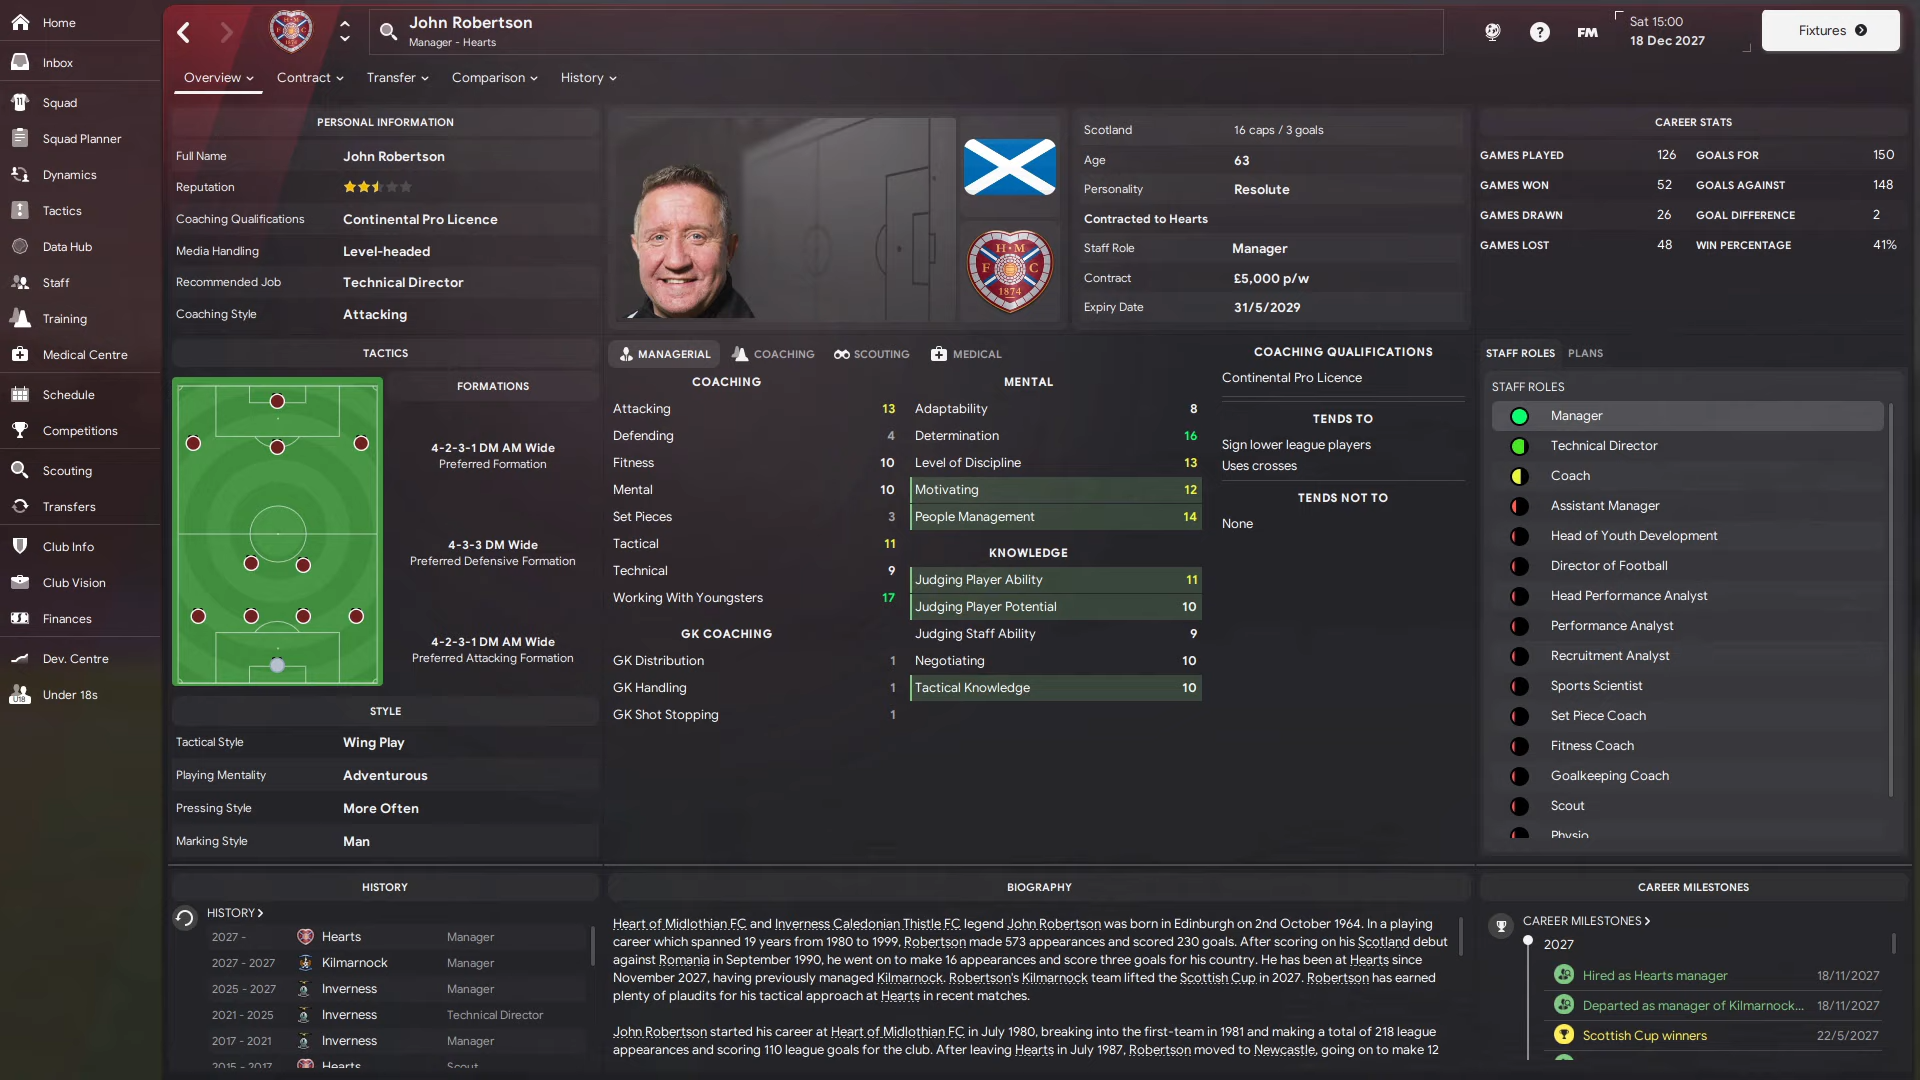 Home
Inbox
Squad
Squad Planner
Dynamics
Tactics
Data Hub
Staff
Training
Medical Centre
Schedule
Competitions
Scouting
Transfers
Club Info
Club Vision
Finances
Dev. Centre
Under 18s
John Robertson
Manager - Hearts
FM
Sat 15:00
18 Dec 2027
Fixtures
Overview
Contract
Transfer
Comparison
History
PERSONAL INFORMATION
Full Name John Robertson
Reputation
Coaching Qualifications Continental Pro Licence
Media Handling Level-headed
Recommended Job Technical Director
Coaching Style Attacking
Scotland 16 caps / 3 goals
Age 63
Personality Resolute
Contracted to Hearts
Staff Role Manager
Contract £5,000 p/w
Expiry Date 31/5/2029
CAREER STATS
GAMES PLAYED 126 GOALS FOR 150
GAMES WON 52 GOALS AGAINST 148
GAMES DRAWN 26 GOAL DIFFERENCE 2
GAMES LOST 48 WIN PERCENTAGE 41%
TACTICS
FORMATIONS
4-2-3-1 DM AM Wide
Preferred Formation
4-3-3 DM Wide
Preferred Defensive Formation
4-2-3-1 DM AM Wide
Preferred Attacking Formation
STYLE
Tactical Style Wing Play
Playing Mentality Adventurous
Pressing Style More Often
Marking Style Man
MANAGERIAL
COACHING
SCOUTING
MEDICAL
COACHING
Attacking 13
Defending 4
Fitness 10
Mental 10
Set Pieces 3
Tactical 11
Technical 9
Working With Youngsters 17
GK COACHING
GK Distribution 1
GK Handling 1
GK Shot Stopping 1
MENTAL
Adaptability 8
Determination 16
Level of Discipline 13
Motivating 12
People Management 14
KNOWLEDGE
Judging Player Ability 11
Judging Player Potential 10
Judging Staff Ability 9
Negotiating 10
Tactical Knowledge 10
COACHING QUALIFICATIONS
Continental Pro Licence
TENDS TO
Sign lower league players
Uses crosses
TENDS NOT TO
None
STAFF ROLES
PLANS
STAFF ROLES
Manager
Technical Director
Coach
Assistant Manager
Head of Youth Development
Director of Football
Head Performance Analyst
Performance Analyst
Recruitment Analyst
Sports Scientist
Set Piece Coach
Fitness Coach
Goalkeeping Coach
Scout
Physio
HISTORY
HISTORY
2027 - Hearts Manager
2027 - 2027 Kilmarnock Manager
2025 - 2027 Inverness Manager
2021 - 2025 Inverness Technical Director
2017 - 2021 Inverness Manager
2015 - 2017 Hearts Scout
BIOGRAPHY
Heart of Midlothian FC and Inverness Caledonian Thistle FC legend John Robertson was born in Edinburgh on 2nd October 1964. In a playing
career which spanned 19 years from 1980 to 1999, Robertson made 573 appearances and scored 230 goals. After scoring on his Scotland debut
against Romania in September 1990, he went on to make 16 appearances and score three goals for his country. He has been at Hearts since
November 2027, having previously managed Kilmarnock. Robertson's Kilmarnock team lifted the Scottish Cup in 2027. Robertson has earned
plenty of plaudits for his tactical approach at Hearts in recent matches.
John Robertson started his career at Heart of Midlothian FC in July 1980, breaking into the first-team in 1981 and making a total of 218 league
appearances and scoring 110 league goals for the club. After leaving Hearts in July 1987, Robertson moved to Newcastle, going on to make 12
CAREER MILESTONES
CAREER MILESTONES
2027
Hired as Hearts manager 18/11/2027
Departed as manager of Kilmarnock... 18/11/2027
Scottish Cup winners 22/5/2027